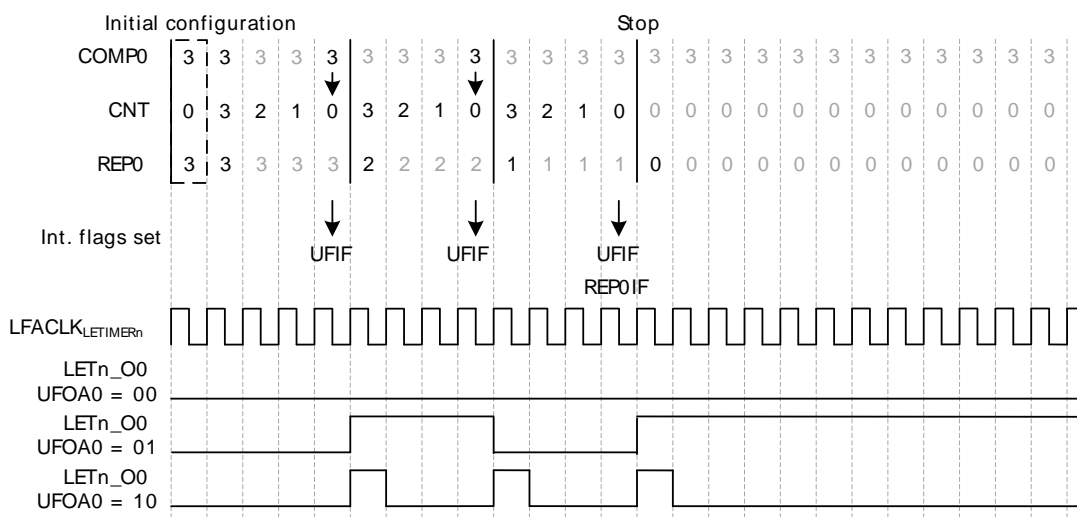 Initial configuration Stop
COMP0 3 3 3 3 3 3 3 3 3 3 3 3 3 3 3 3 3 3 3 3 3 3 3 3 3
CNT 0 3 2 1 0 3 2 1 0 3 2 1 0 0 0 0 0 0 0 0 0 0 0 0 0
REP0 3 3 3 3 3 2 2 2 2 1 1 1 1 0 0 0 0 0 0 0 0 0 0 0 0
Int. flags set
UFIF UFIF UFIF
REP0IF
LFACLKLETIMERn
LETn_O0
UFOA0 = 00
LETn_O0
UFOA0 = 01
LETn_O0
UFOA0 = 10